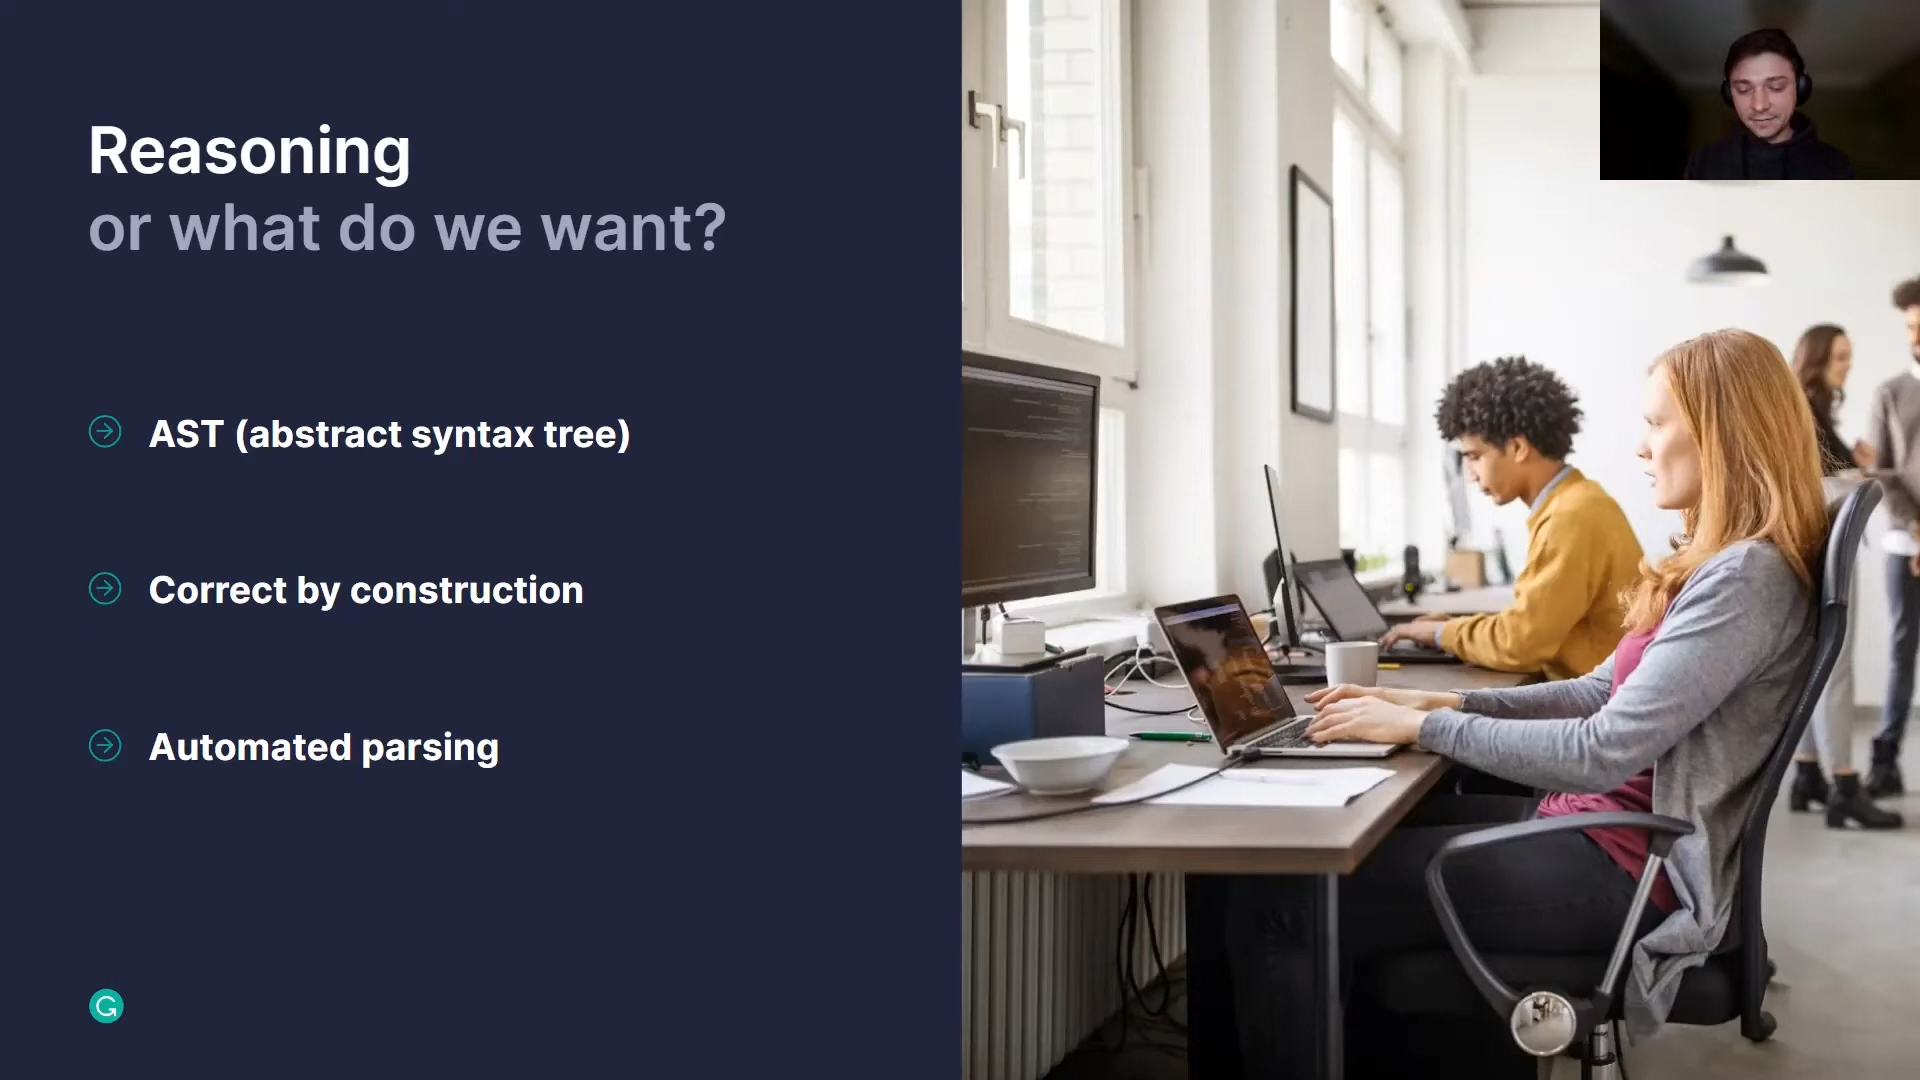 Reasoning
or what do we want?
AST (abstract syntax tree)
Correct by construction
Automated parsing